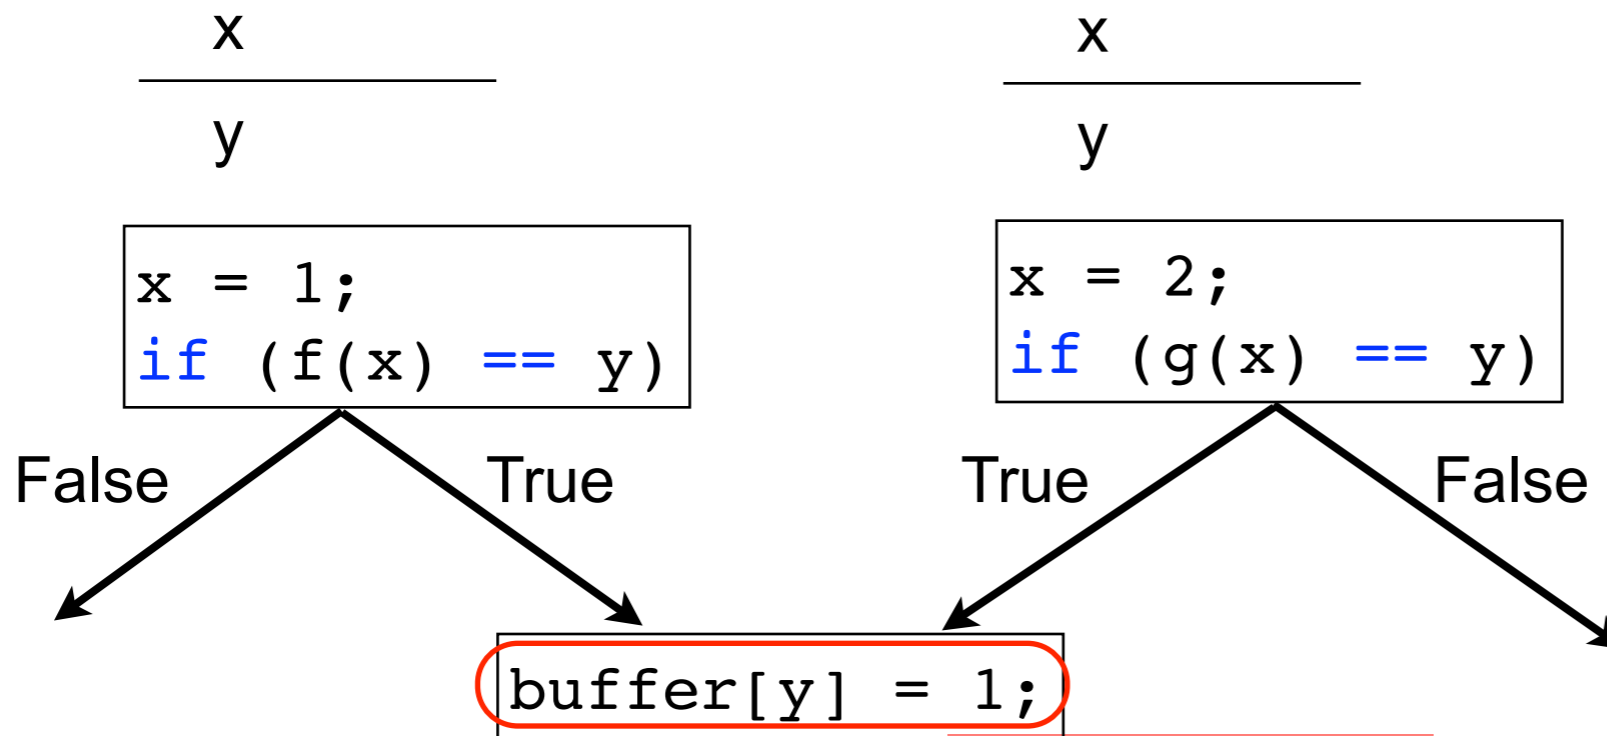 x
y
x
y
x = 1;
if (f(x) == y)
x = 2;
if (g(x) == y)
False
True
True
False
buffer[y] = 1;